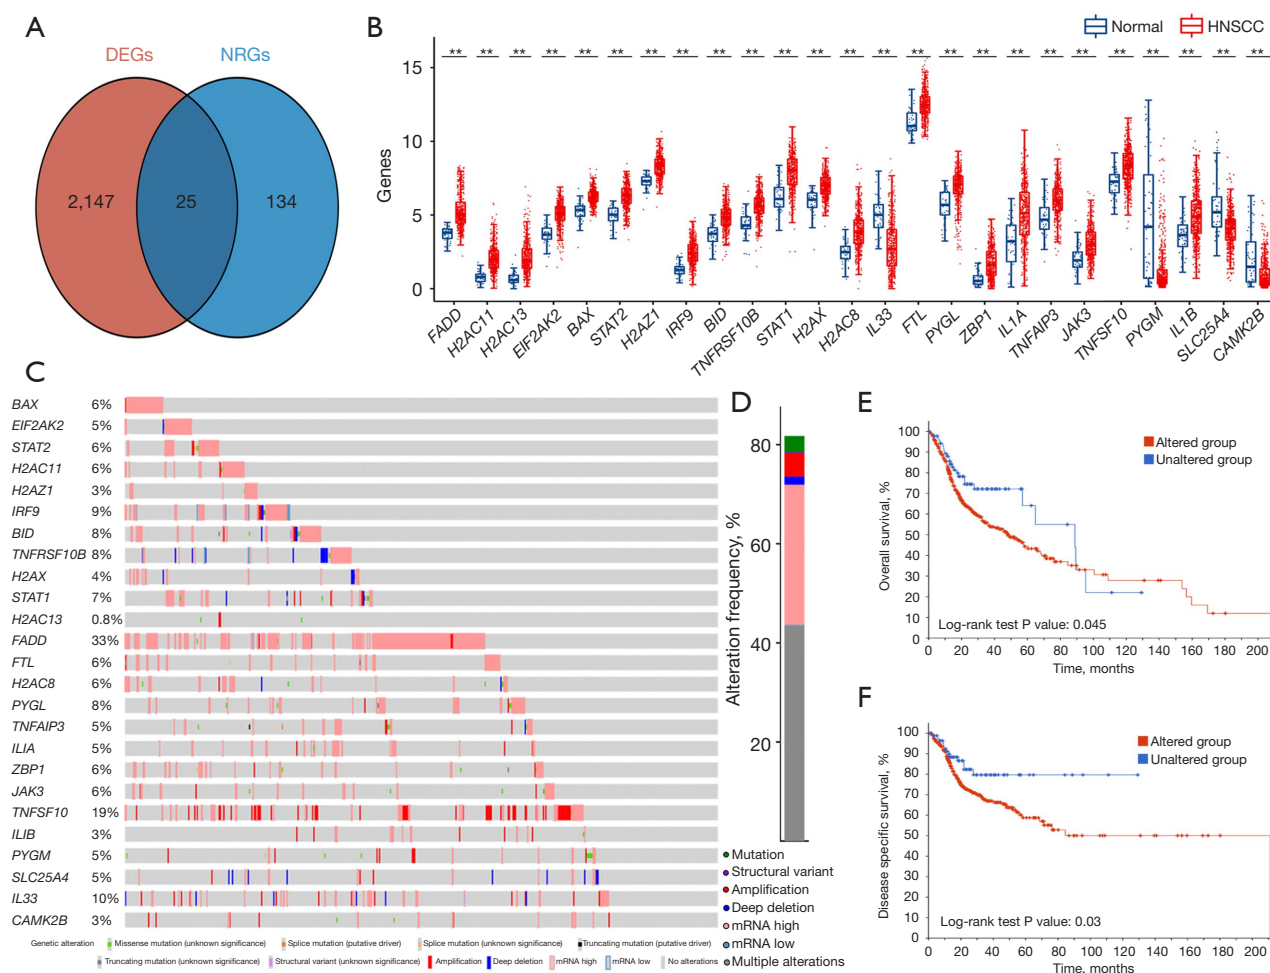 A
DEGs
NRGs
2,147
25
134
B
Normal
HNSCC
** ** ** ** ** ** ** ** ** ** ** ** ** ** ** ** ** ** ** ** ** ** ** ** **
Genes
15
10
5
0
FADD
H2AC11
H2AC13
EIF2AK2
BAX
STAT2
H2AZ1
IRF9
BID
TNFRSF10B
STAT1
H2AX
H2AC8
IL33
FTL
PYGL
ZBP1
IL1A
TNFAIP3
JAK3
TNFSF10
PYGM
IL1B
SLC25A4
CAMK2B
C
BAX 6%
EIF2AK2 5%
STAT2 6%
H2AC11 6%
H2AZ1 3%
IRF9 9%
BID 8%
TNFRSF10B 8%
H2AX 4%
STAT1 7%
H2AC13 0.8%
FADD 33%
FTL 6%
H2AC8 6%
PYGL 8%
TNFAIP3 5%
ILIA 5%
ZBP1 6%
JAK3 6%
TNFSF10 19%
ILIB 3%
PYGM 5%
SLC25A4 5%
IL33 10%
CAMK2B 3%
Genetic alteration Missense mutation (unknown significance) Splice mutation (putative driver) Splice mutation (unknown significance) Truncating mutation (putative driver)
Truncating mutation (unknown significance) Structural variant (unknown significance) Amplification Deep deletion mRNA high mRNA low No alterations
D
Alteration frequency, %
80
60
40
20
Mutation
Structural variant
Amplification
Deep deletion
mRNA high
mRNA low
Multiple alterations
E
Overall survival, %
100
90
80
70
60
50
40
30
20
10
0
Altered group
Unaltered group
Log-rank test P value: 0.045
0 20 40 60 80 100 120 140 160 180 200
Time, months
F
Disease specific survival, %
100
90
80
70
60
50
40
30
20
10
0
Altered group
Unaltered group
Log-rank test P value: 0.03
0 20 40 60 80 100 120 140 160 180 200
Time, months